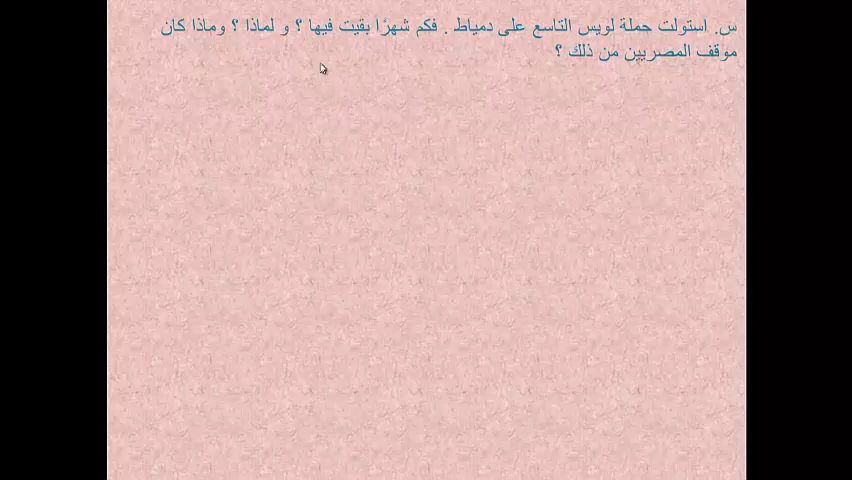 س. استولت حملة لويس التاسع على دمياط . فكم شهرًا بقيت فيها ؟ و لماذا ؟ وماذا كان
موقف المصريين من ذلك ؟